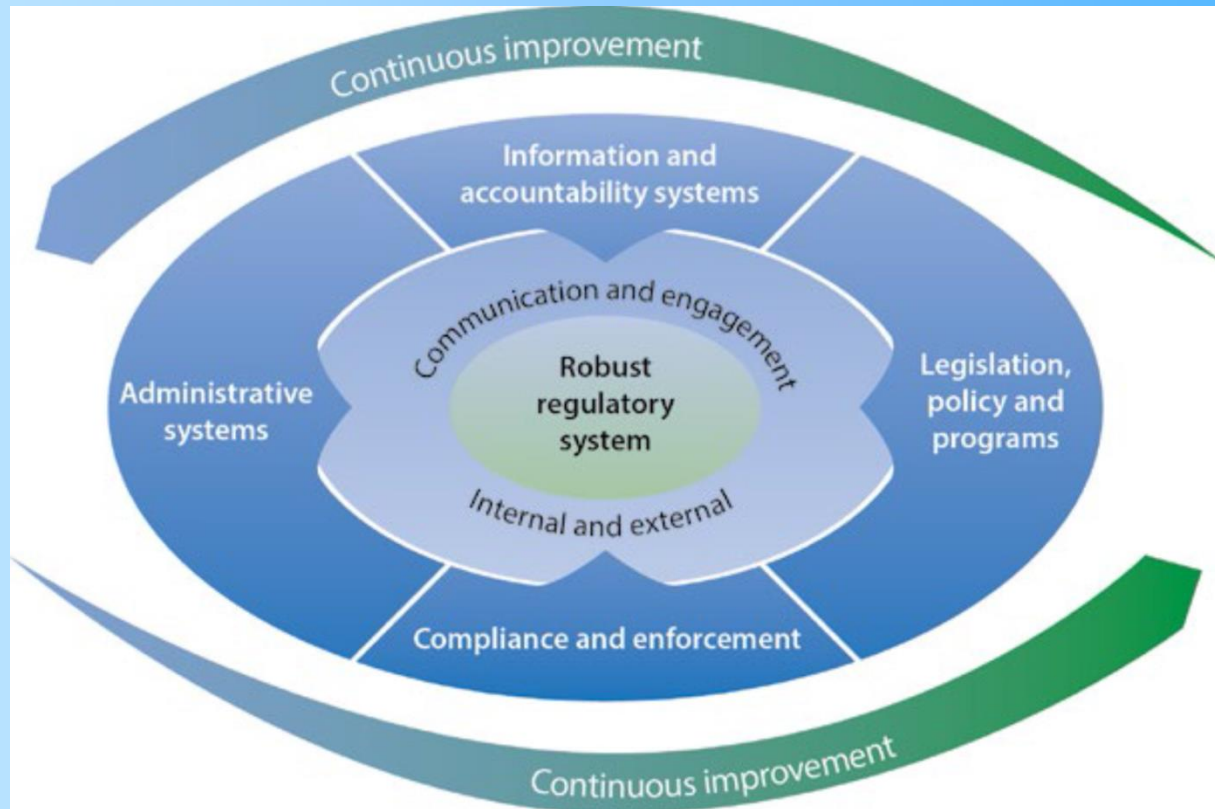 Continuous improvement
Information and
accountability systems
Communication and engagement
Robust
regulatory
system
Administrative
systems
Legislation,
policy and
programs
Internal and external
Compliance and enforcement
Continuous improvement